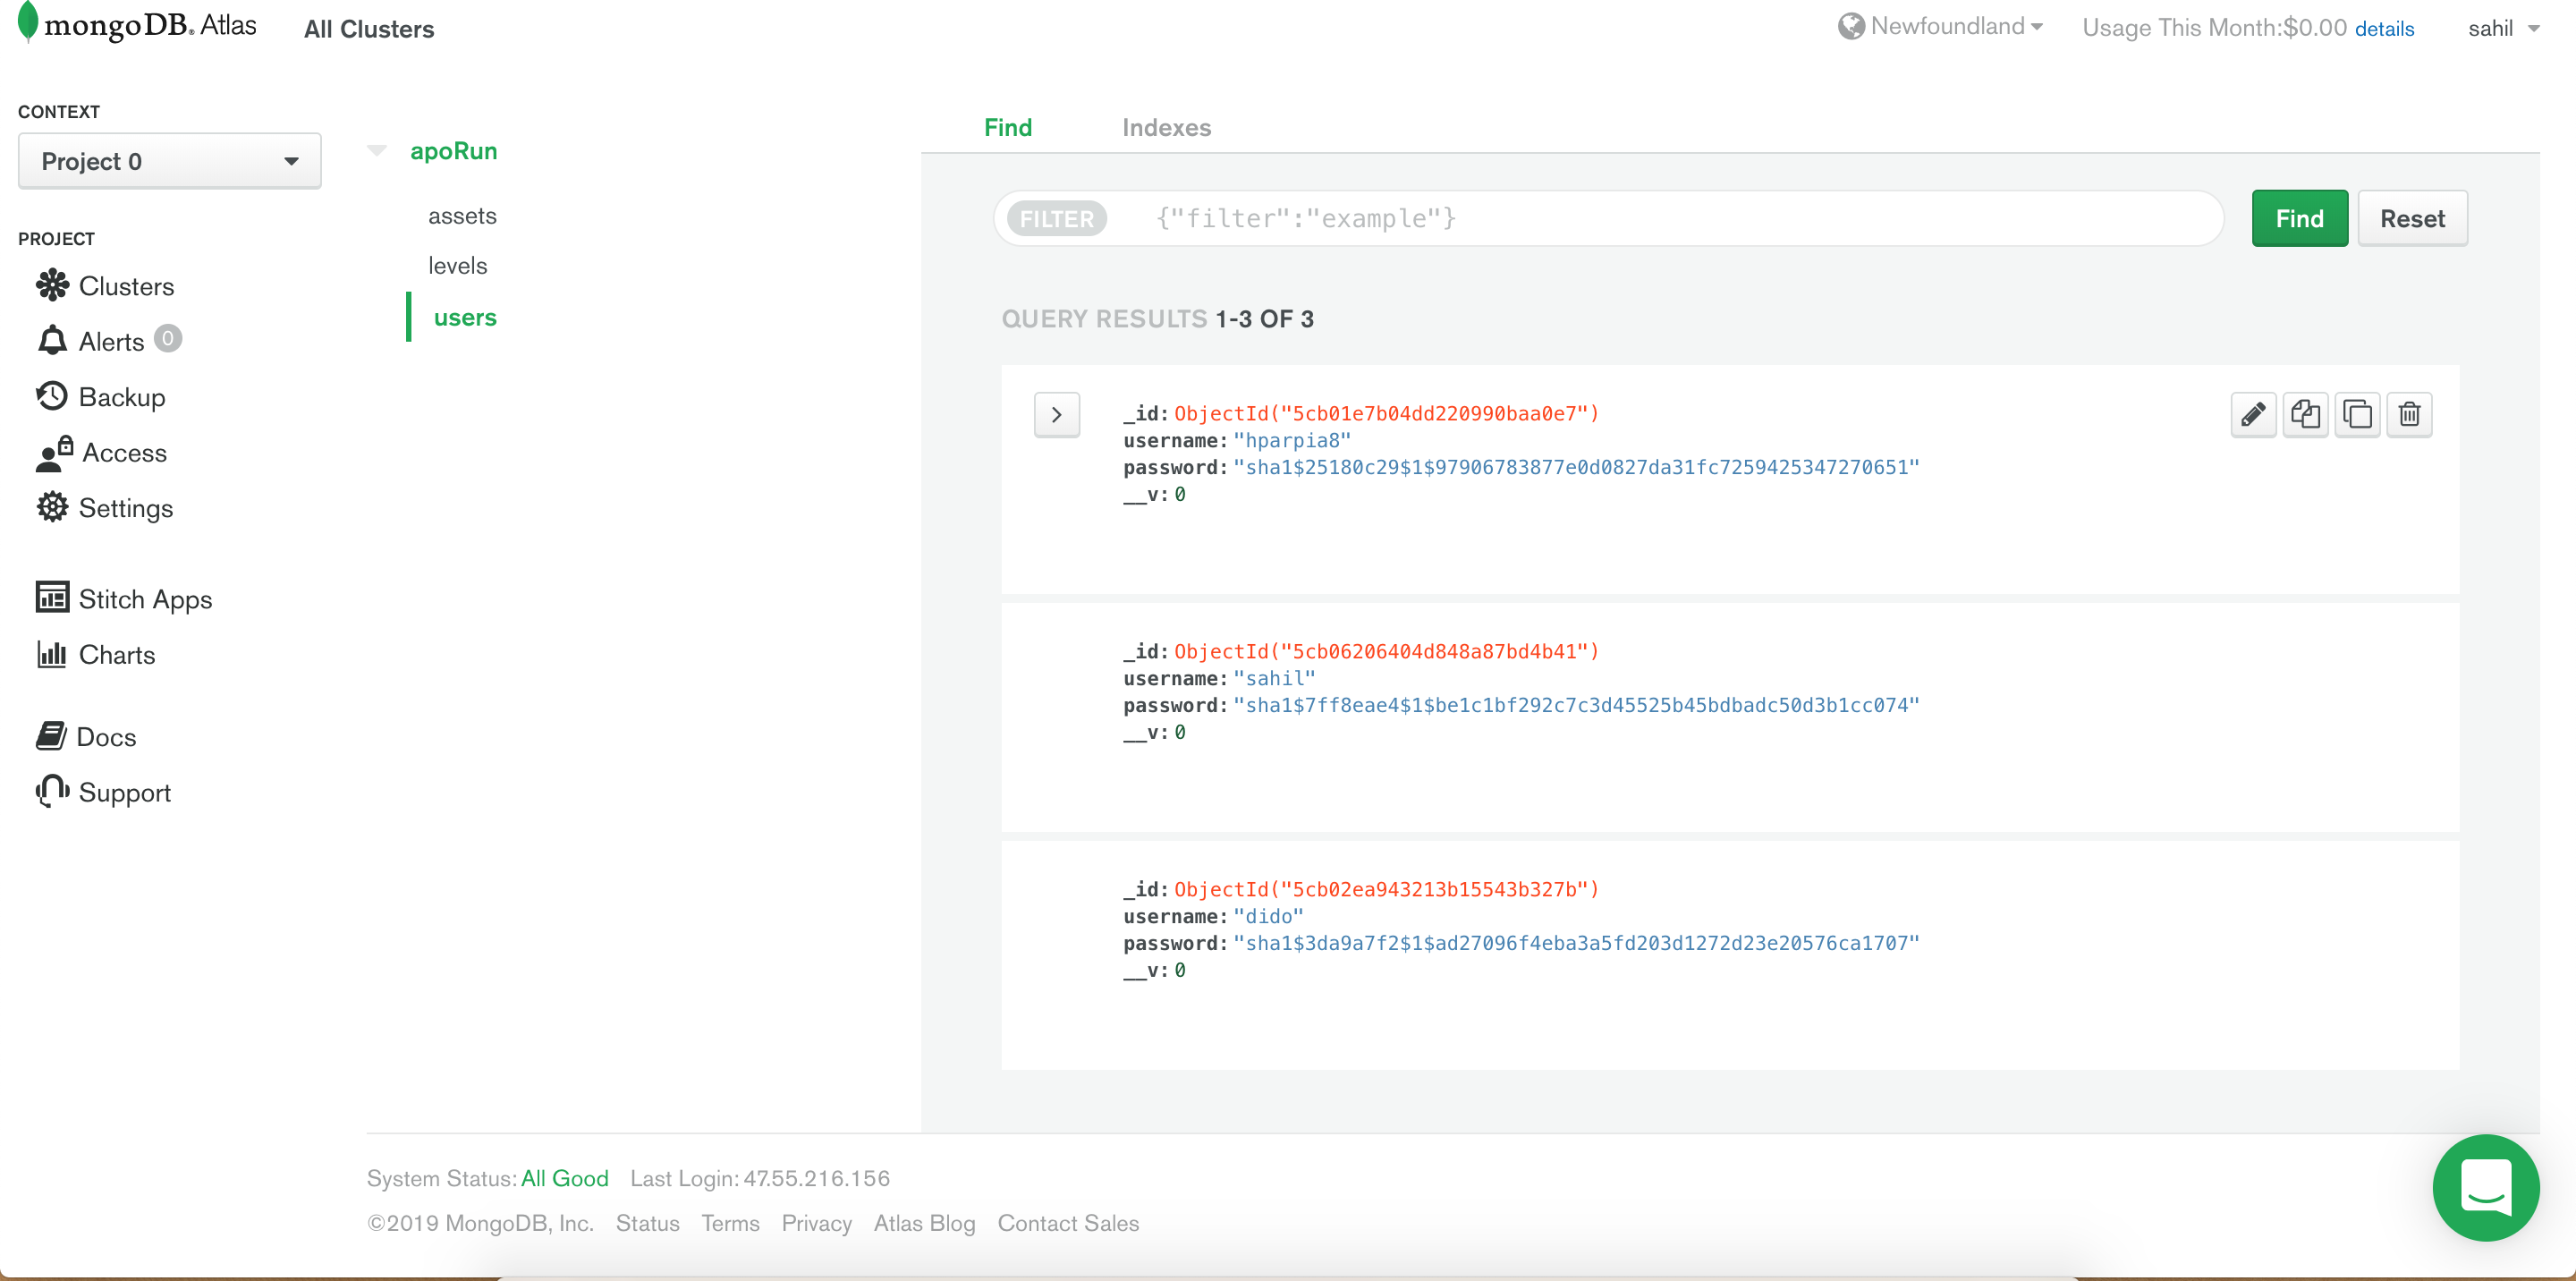 mongoDB. Atlas All Clusters Newfoundland Usage This Month:$0.00 details sahil
CONTEXT
Project 0
PROJECT
Clusters
Alerts 0
Backup
Access
Settings
Stitch Apps
Charts
Docs
Support
apoRun
assets
levels
users
Find Indexes
FILTER {"filter":"example"} Find Reset
QUERY RESULTS 1-3 OF 3
_id: ObjectId("5cb01e7b04dd220990baa0e7")
username: "hparpia8"
password: "sha1$25180c29$1$97906783877e0d0827da31fc7259425347270651"
__v: 0
_id: ObjectId("5cb06206404d848a87bd4b41")
username: "sahil"
password: "sha1$7ff8eae4$1$be1c1bf292c7c3d45525b45bdbadc50d3b1cc074"
__v: 0
_id: ObjectId("5cb02ea943213b15543b327b")
username: "dido"
password: "sha1$3da9a7f2$1$ad27096f4eba3a5fd203d1272d23e20576ca1707"
__v: 0
System Status: All Good Last Login: 47.55.216.156
©2019 MongoDB, Inc. Status Terms Privacy Atlas Blog Contact Sales